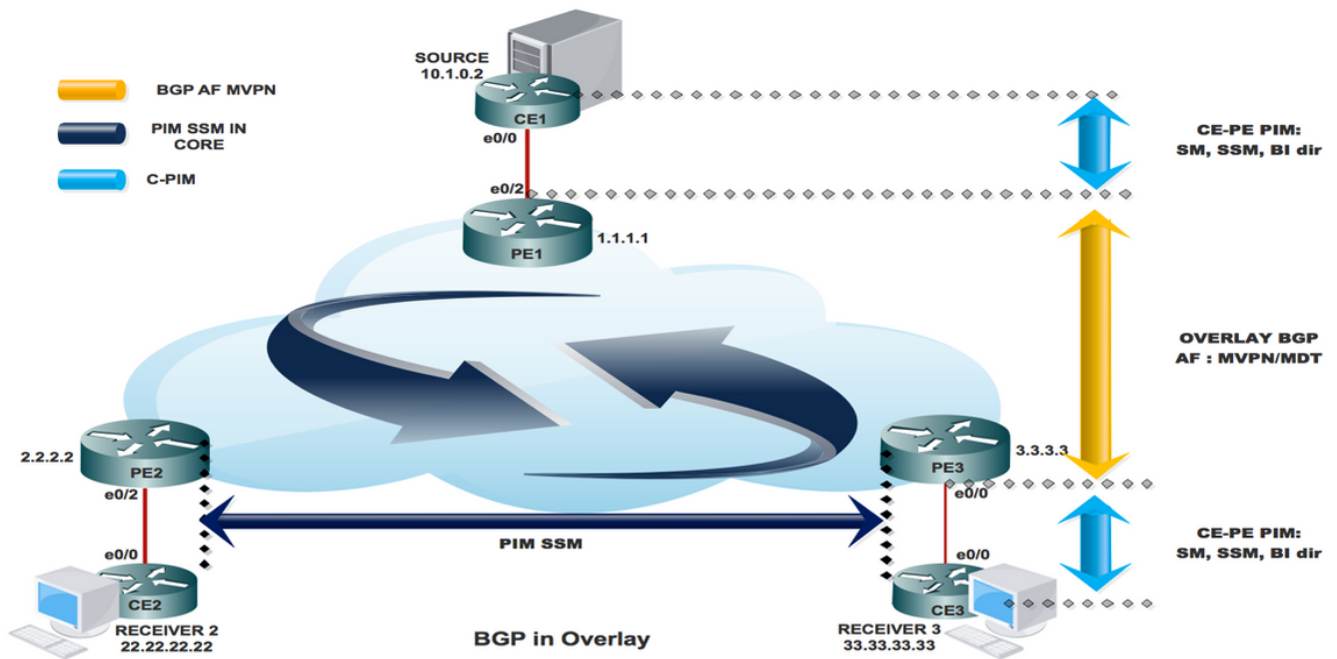 SOURCE
10.1.0.2
BGP AF MVPN
PIM SSM IN
CORE
C-PIM
CE1
e0/0
CE-PE PIM:
SM, SSM, BI dir
e0/2
1.1.1.1
PE1
OVERLAY BGP
AF : MVPN/MDT
2.2.2.2
PE2
3.3.3.3
PE3
e0/2
e0/0
PIM SSM
CE-PE PIM:
SM, SSM, BI dir
e0/0
e0/0
CE2
CE3
RECEIVER 2
22.22.22.22
BGP in Overlay
RECEIVER 3
33.33.33.33